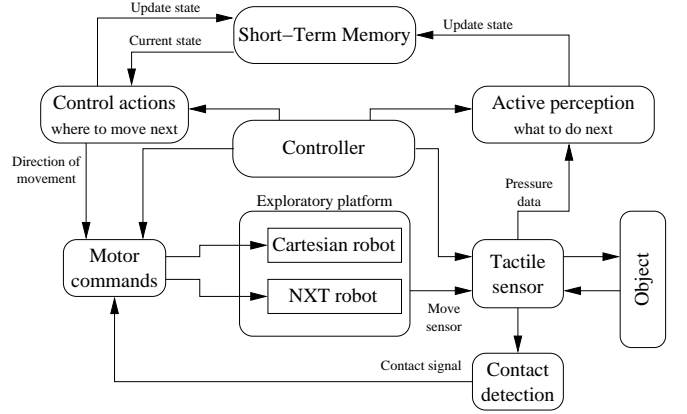 Update state
Short−Term Memory
Update state
Current state
Control actions
where to move next
Active perception
what to do next
Controller
Direction of
movement
Pressure
data
Exploratory platform
Motor
commands
Cartesian robot
NXT robot
Tactile
sensor
Object
Move
sensor
Contact signal
Contact
detection